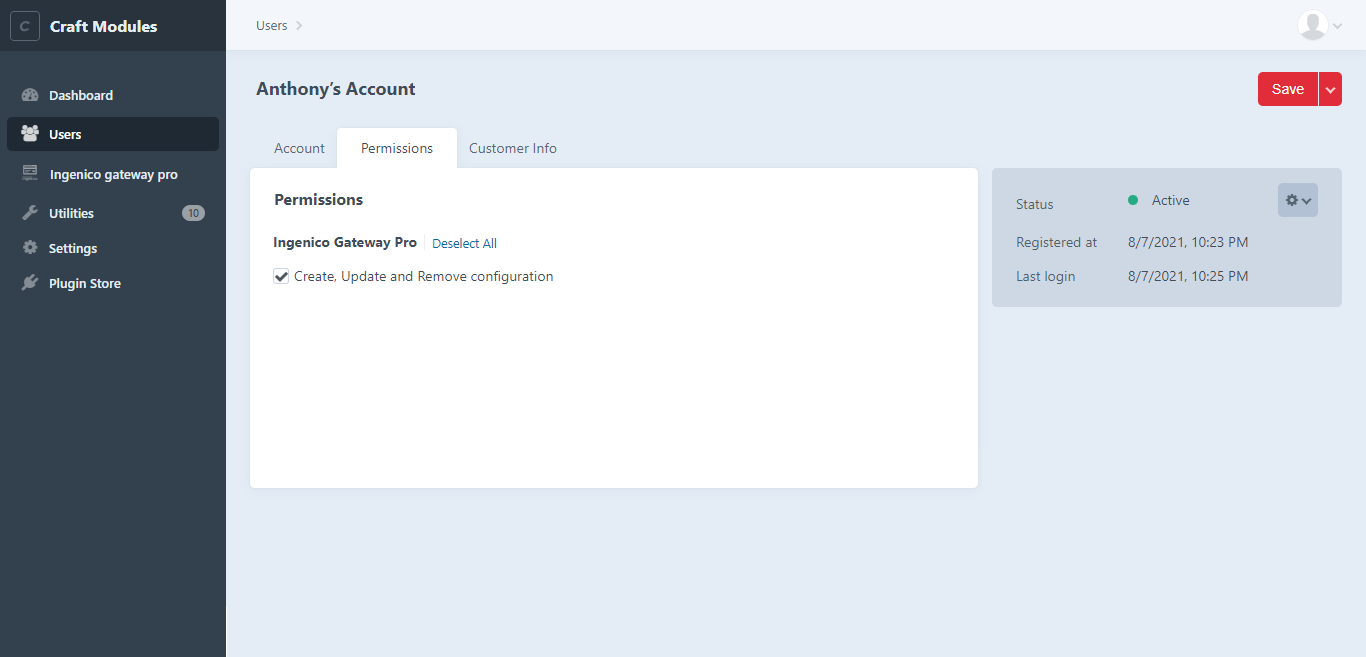 C Craft Modules
Users
Dashboard
Users
Ingenico gateway pro
Utilities 10
Settings
Plugin Store
Anthony’s Account
Save
Account Permissions Customer Info
Permissions
Ingenico Gateway Pro Deselect All
Create, Update and Remove configuration
Status Active
Registered at 8/7/2021, 10:23 PM
Last login 8/7/2021, 10:25 PM